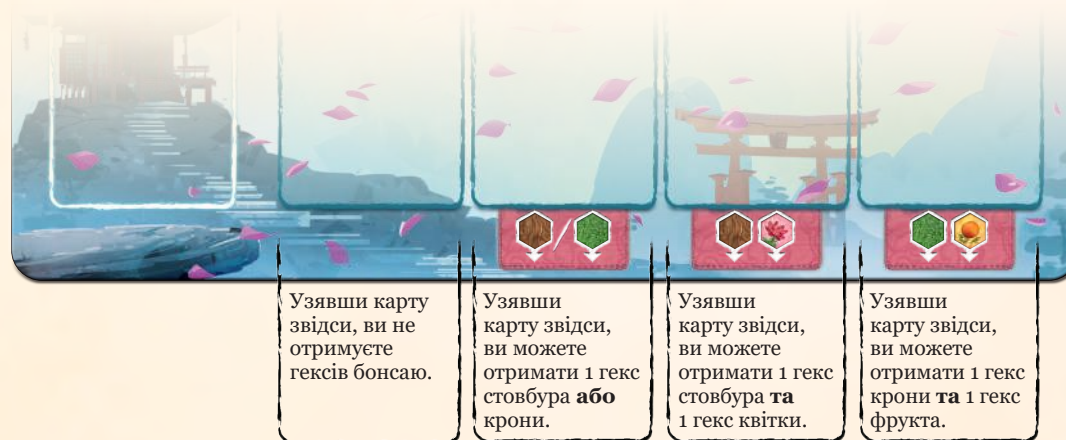 Узявши карту
звідси, ви не
отримуєте
гексів бонсаю.
Узявши
карту звідси,
ви можете
отримати 1 гекс
стовбура або
крони.
Узявши
карту звідси,
ви можете
отримати 1 гекс
стовбура та
1 гекс квітки.
Узявши
карту звідси,
ви можете
отримати 1 гекс
крони та 1 гекс
фрукта.